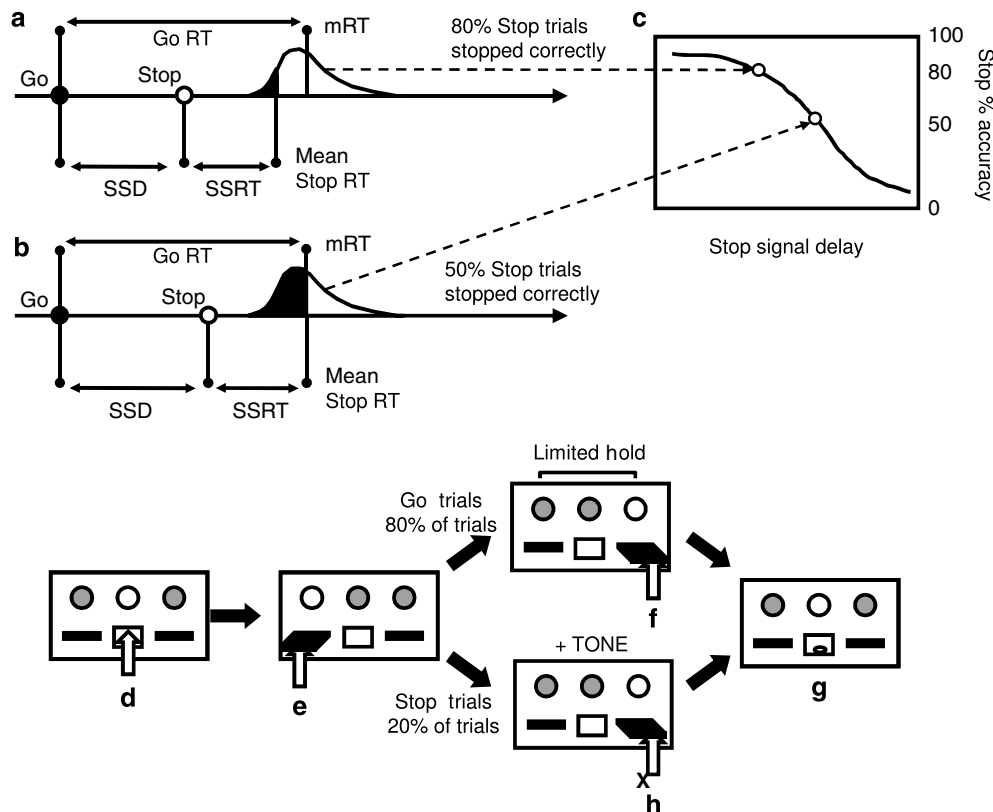 a
Go RT
mRT
80% Stop trials
stopped correctly
Go
Stop
SSD
SSRT
Mean
Stop RT
c
100
80
50
0
Stop % accuracy
Stop signal delay
b
Go RT
mRT
50% Stop trials
stopped correctly
Go
Stop
SSD
SSRT
Mean
Stop RT
Limited hold
Go trials
80% of trials
d
e
f
+ TONE
Stop trials
20% of trials
X
h
g